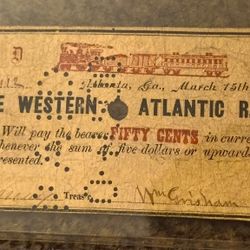 D
Atlanta, Ga., March 15th
E WESTERN & ATLANTIC R
Will pay the bearer FIFTY CENTS in curre
whenever the sum of five dollars or upward
resented.
Treas
Wm Grisham